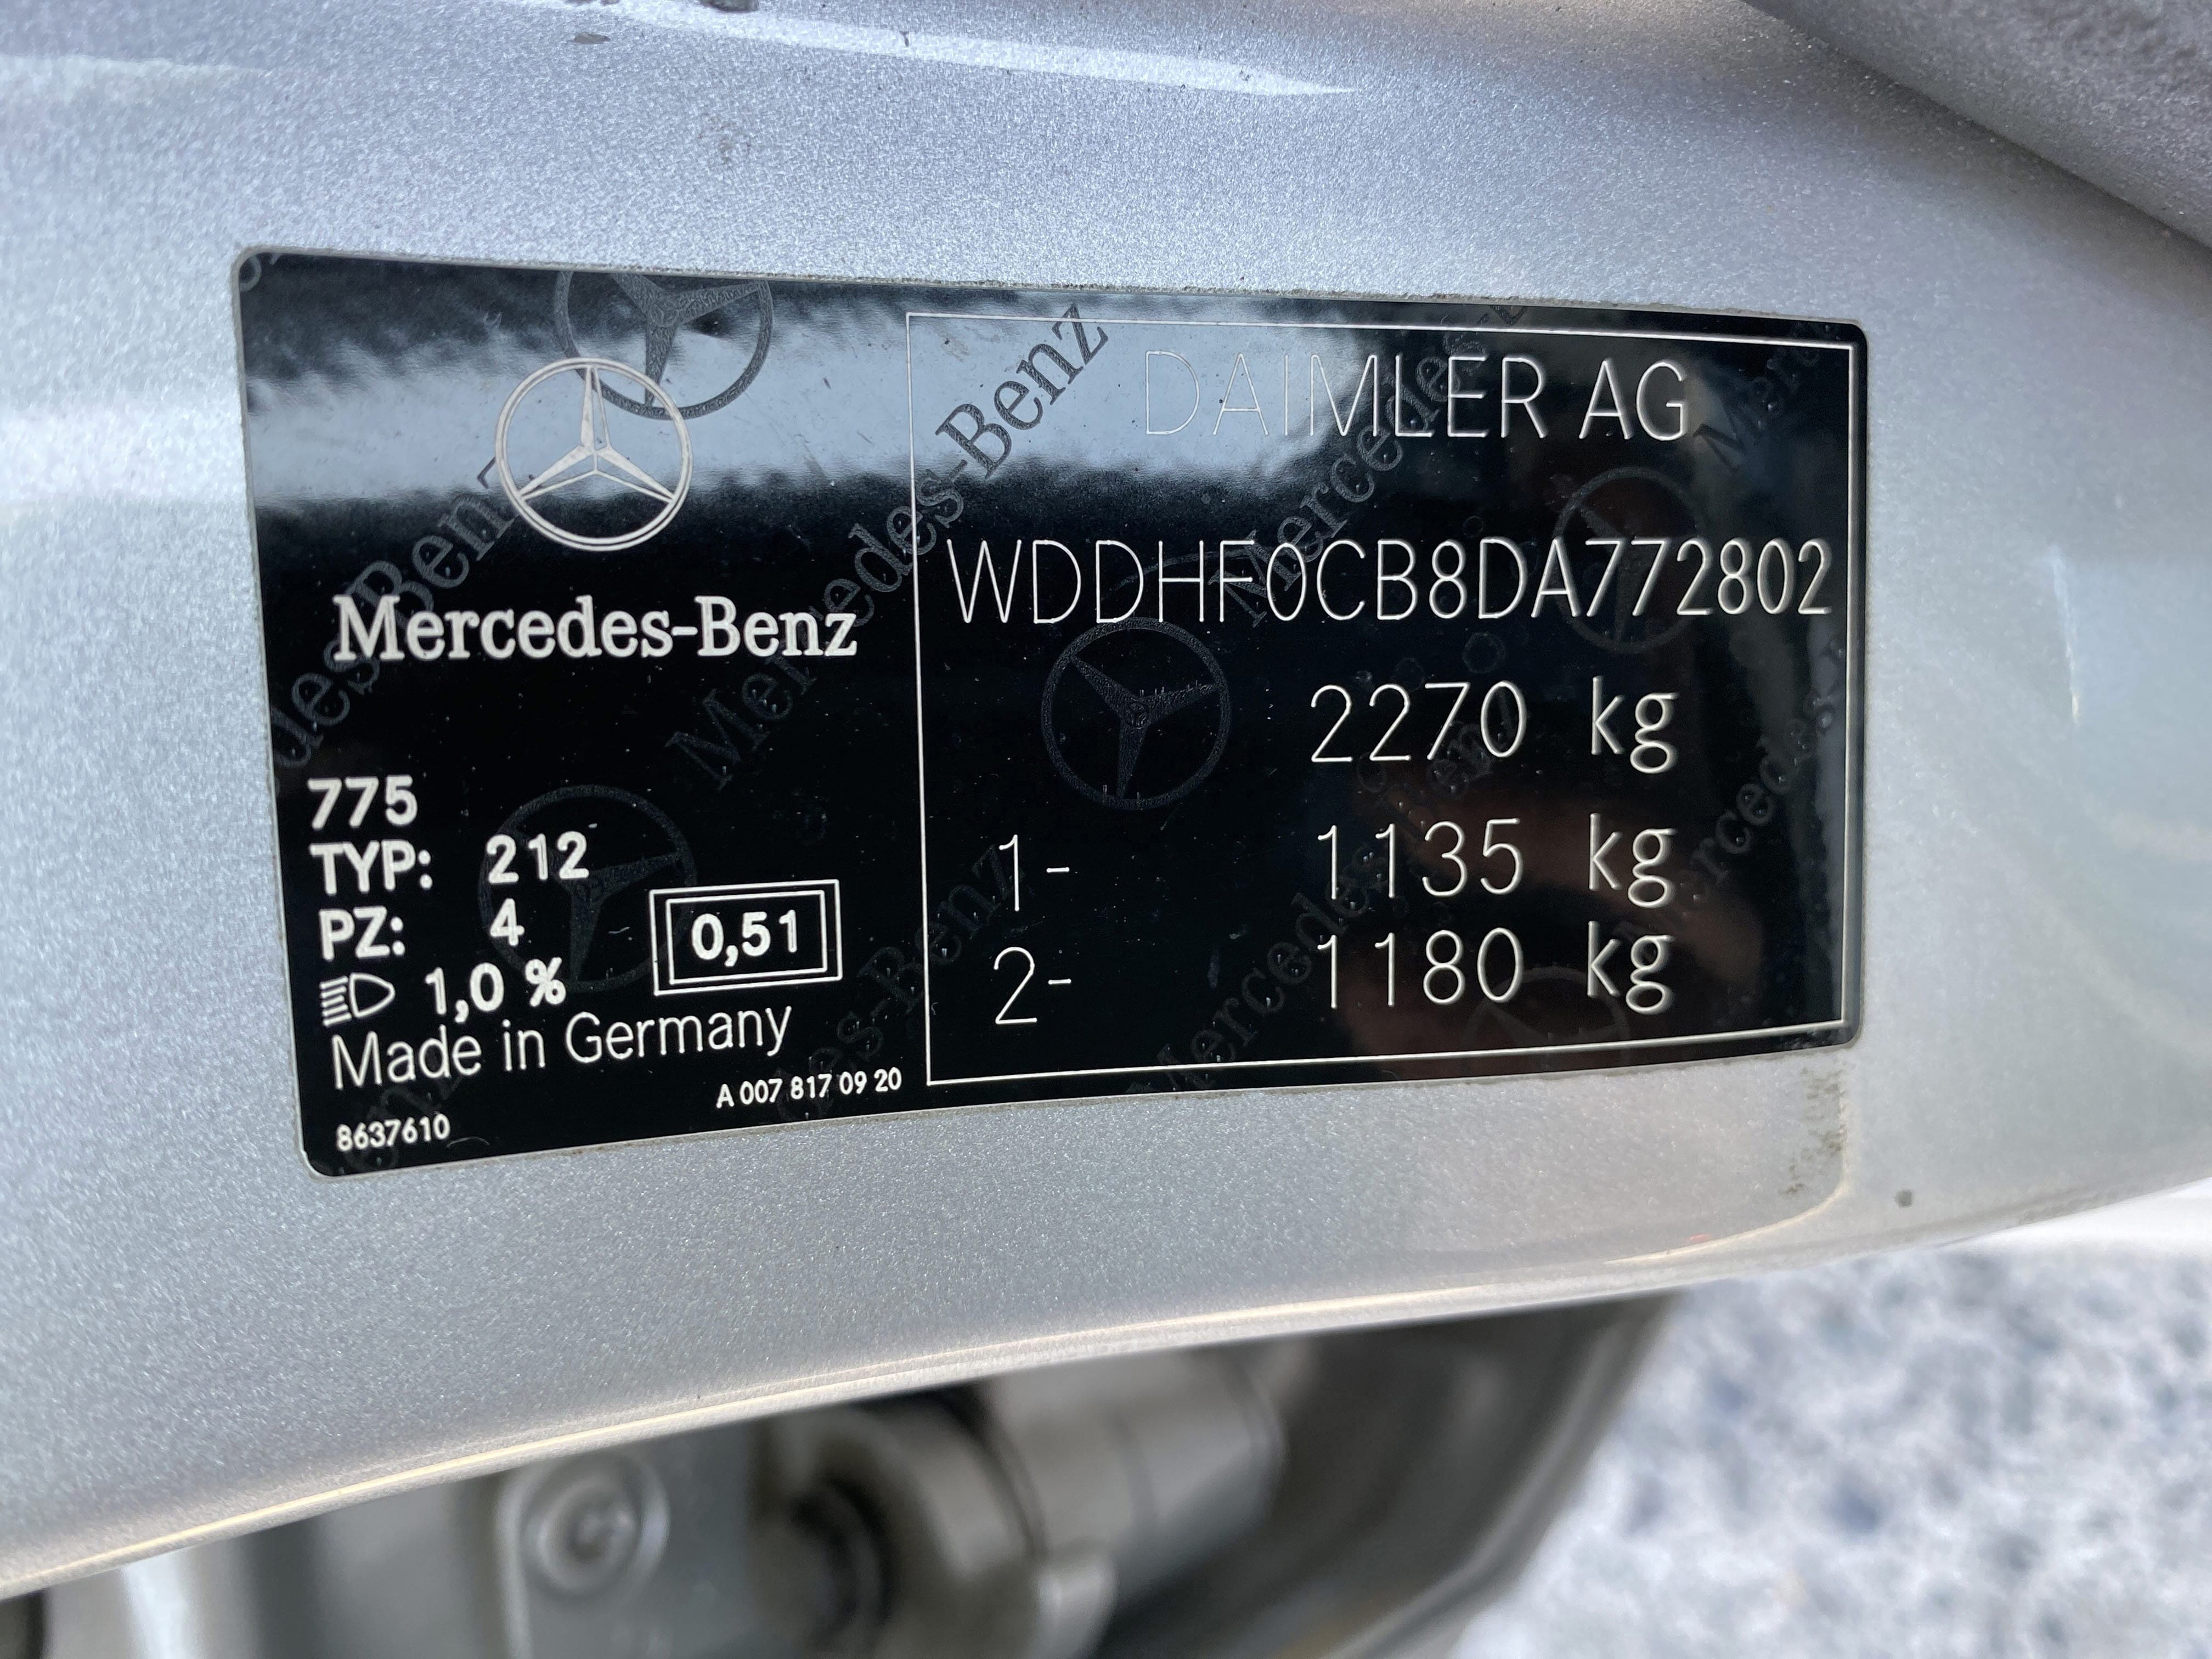 Mercedes-Benz
775
TYP: 212
PZ: 4
1,0 %
0,51
Made in Germany
A 007 817 09 20
8637610
DAIMLER AG
WDDHF0CB8DA772802
2270 kg
1- 1135 kg
2- 1180 kg